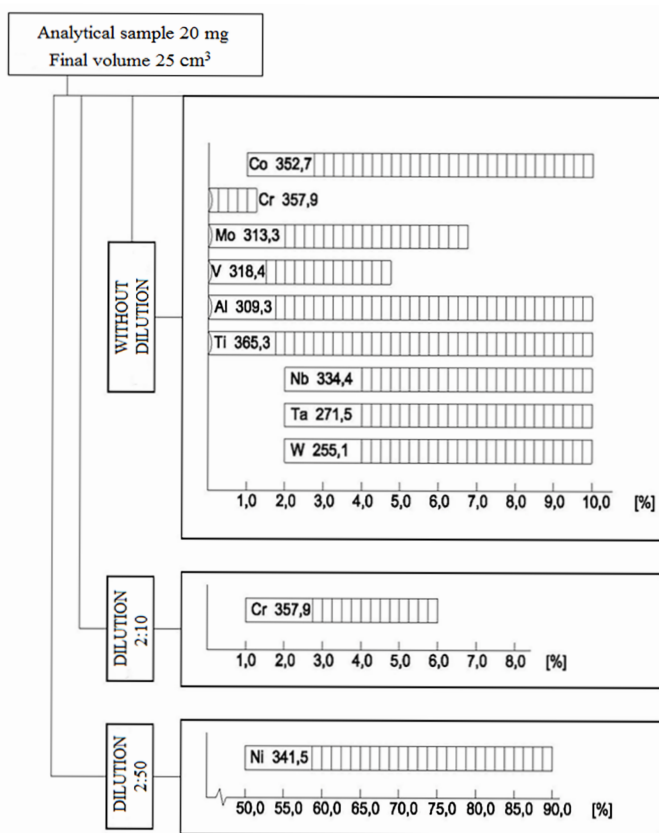 Analytical sample 20 mg
Final volume 25 cm³
WITHOUT
DILUTION
Co 352,7
Cr 357,9
Mo 313,3
V 318,4
Al 309,3
Ti 365,3
Nb 334,4
Ta 271,5
W 255,1
1,0 2,0 3,0 4,0 5,0 6,0 7,0 8,0 9,0 10,0 [%]
DILUTION
2:10
Cr 357,9
1,0 2,0 3,0 4,0 5,0 6,0 7,0 8,0 [%]
DILUTION
2:50
Ni 341,5
50,0 55,0 60,0 65,0 70,0 75,0 80,0 85,0 90,0 [%]